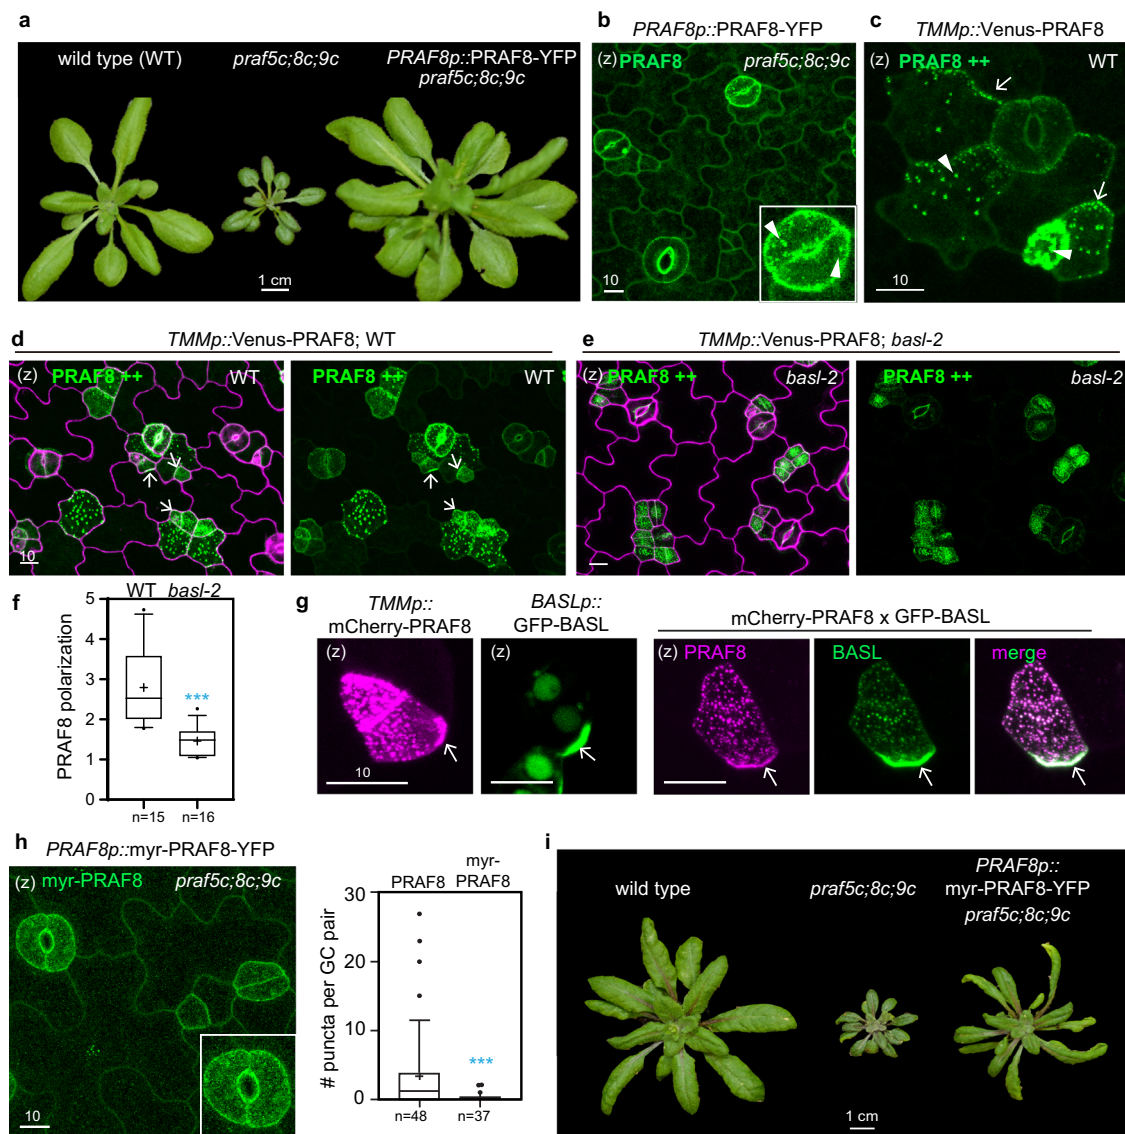 a
wild type (WT)
praf5c;8c;9c
PRAF8p::PRAF8-YFP
praf5c;8c;9c
1 cm
b
PRAF8p::PRAF8-YFP
(z) PRAF8
praf5c;8c;9c
10
c
TMMp::Venus-PRAF8
(z) PRAF8 ++
WT
10
d
TMMp::Venus-PRAF8; WT
(z) PRAF8 ++
WT
10
PRAF8 ++
WT
e
TMMp::Venus-PRAF8; basl-2
(z) PRAF8 ++
basl-2
PRAF8 ++
basl-2
f
WT basl-2
PRAF8 polarization
5
4
3
2
1
0
***
n=15
n=16
g
TMMp::
mCherry-PRAF8
(z)
10
BASLp::
GFP-BASL
(z)
mCherry-PRAF8 x GFP-BASL
(z) PRAF8
BASL
merge
h
PRAF8p::myr-PRAF8-YFP
(z) myr-PRAF8
praf5c;8c;9c
10
PRAF8
myr-
PRAF8
# puncta per GC pair
30
20
10
0
***
n=48
n=37
i
wild type
praf5c;8c;9c
PRAF8p::
myr-PRAF8-YFP
praf5c;8c;9c
1 cm